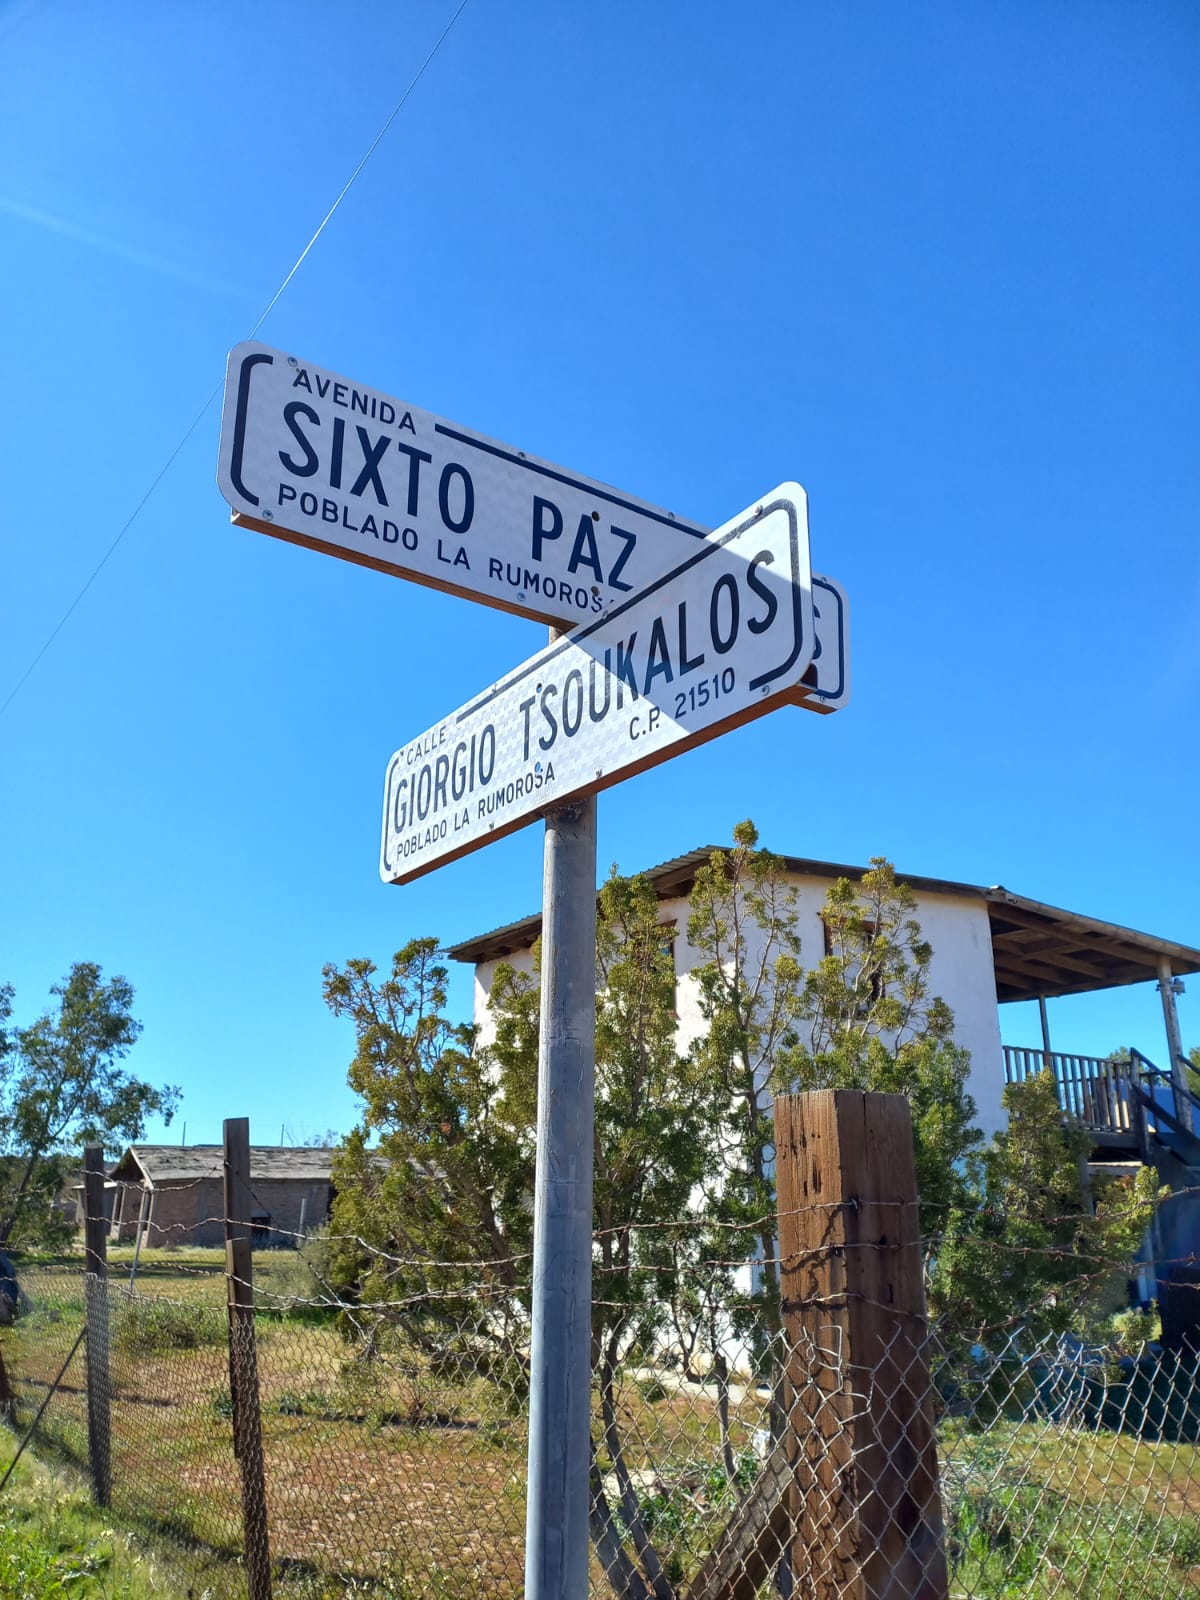 AVENIDA
SIXTO PAZ
POBLADO LA RUMOROSA
CALLE
GIORGIO TSOUKALOS
POBLADO LA RUMOROSA
C.P. 21510
S